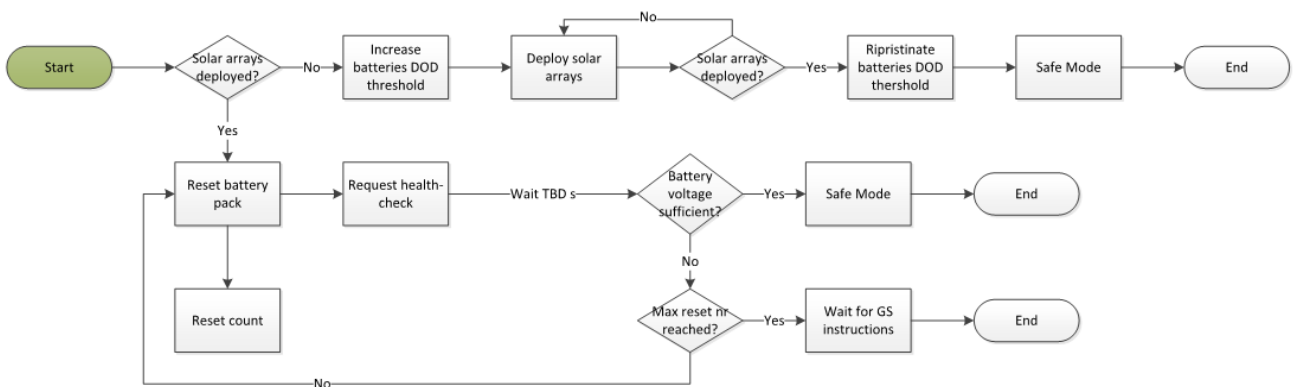 No
Start
Solar arrays
deployed?
No
Increase
batteries DOD
threshold
Deploy solar
arrays
Solar arrays
deployed?
Yes
Ripristinate
batteries DOD
thershold
Safe Mode
End
Yes
Reset battery
pack
Request health-
check
Wait TBD s
Battery
voltage
sufficient?
Yes
Safe Mode
End
No
Reset count
Max reset nr
reached?
Yes
Wait for GS
instructions
End
No